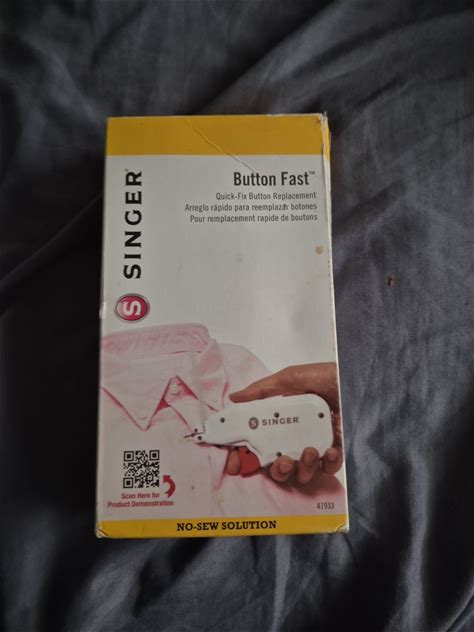 Button Fast™
Quick-Fix Button Replacement
Arreglo rápido para reemplazar botones
Pour remplacement rapide de boutons
SINGER®
S
S SINGER
Scan Here for
Product Demonstration
41933
NO-SEW SOLUTION